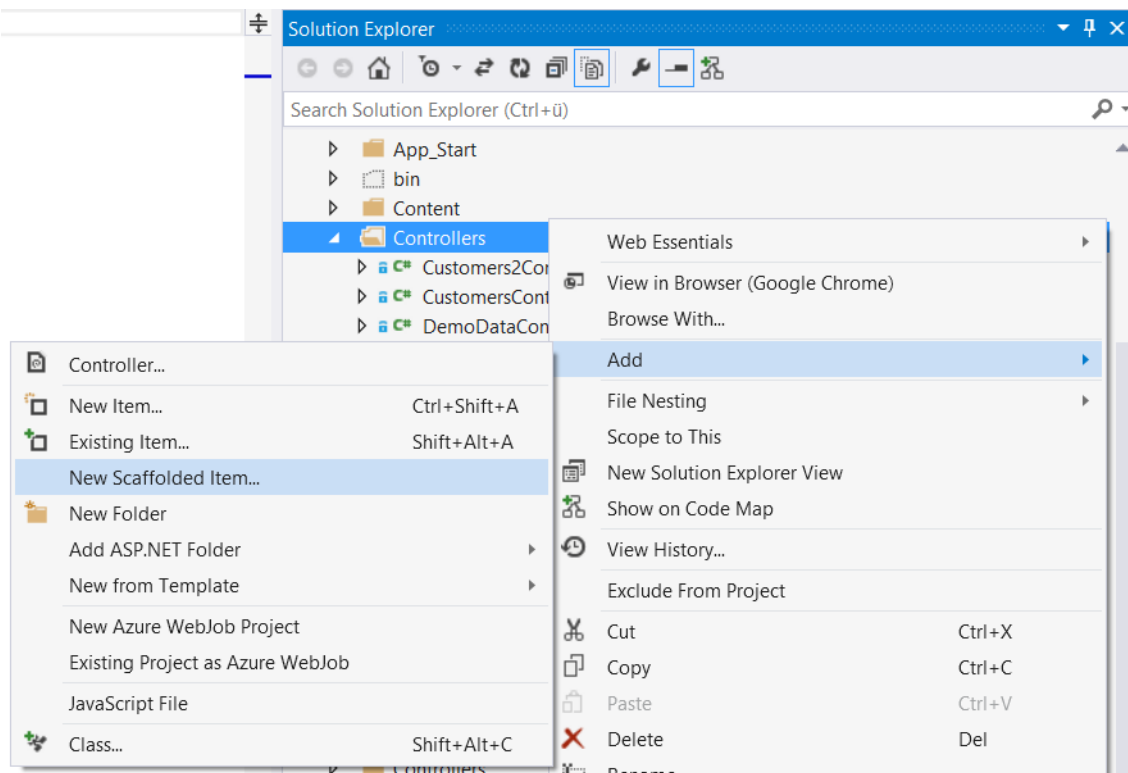 Solution Explorer
Search Solution Explorer (Ctrl+ü)
App_Start
bin
Content
Controllers
C# Customers2Con
C# CustomersCont
C# DemoDataCon
Web Essentials
View in Browser (Google Chrome)
Browse With...
Add
File Nesting
Scope to This
New Solution Explorer View
Show on Code Map
View History...
Exclude From Project
Cut Ctrl+X
Copy Ctrl+C
Paste Ctrl+V
Delete Del
Rename
Controller...
New Item... Ctrl+Shift+A
Existing Item... Shift+Alt+A
New Scaffolded Item...
New Folder
Add ASP.NET Folder
New from Template
New Azure WebJob Project
Existing Project as Azure WebJob
JavaScript File
Class... Shift+Alt+C
Controllers